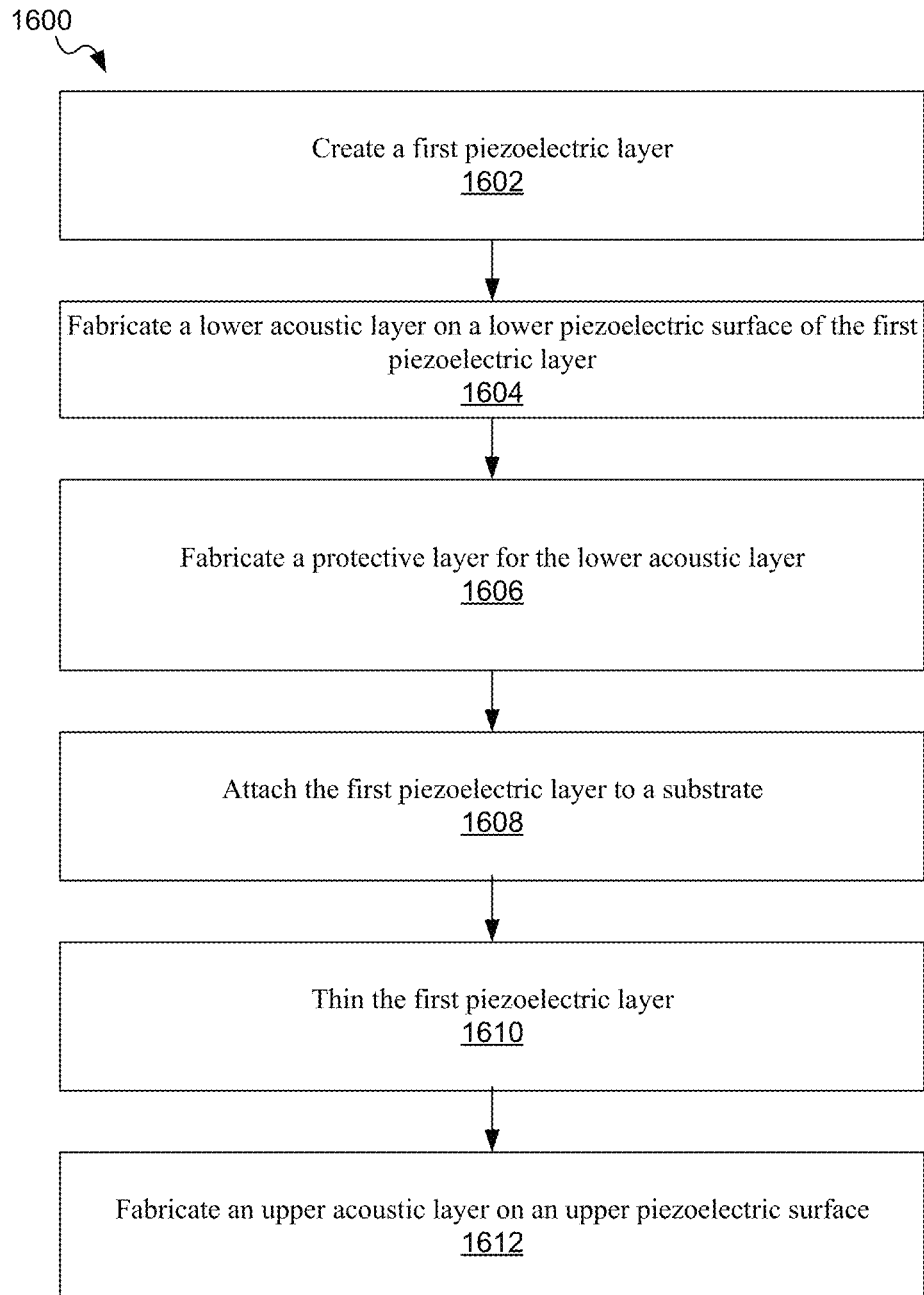 1600
Create a first piezoelectric layer
1602
Fabricate a lower acoustic layer on a lower piezoelectric surface of the first
piezoelectric layer
1604
Fabricate a protective layer for the lower acoustic layer
1606
Attach the first piezoelectric layer to a substrate
1608
Thin the first piezoelectric layer
1610
Fabricate an upper acoustic layer on an upper piezoelectric surface
1612